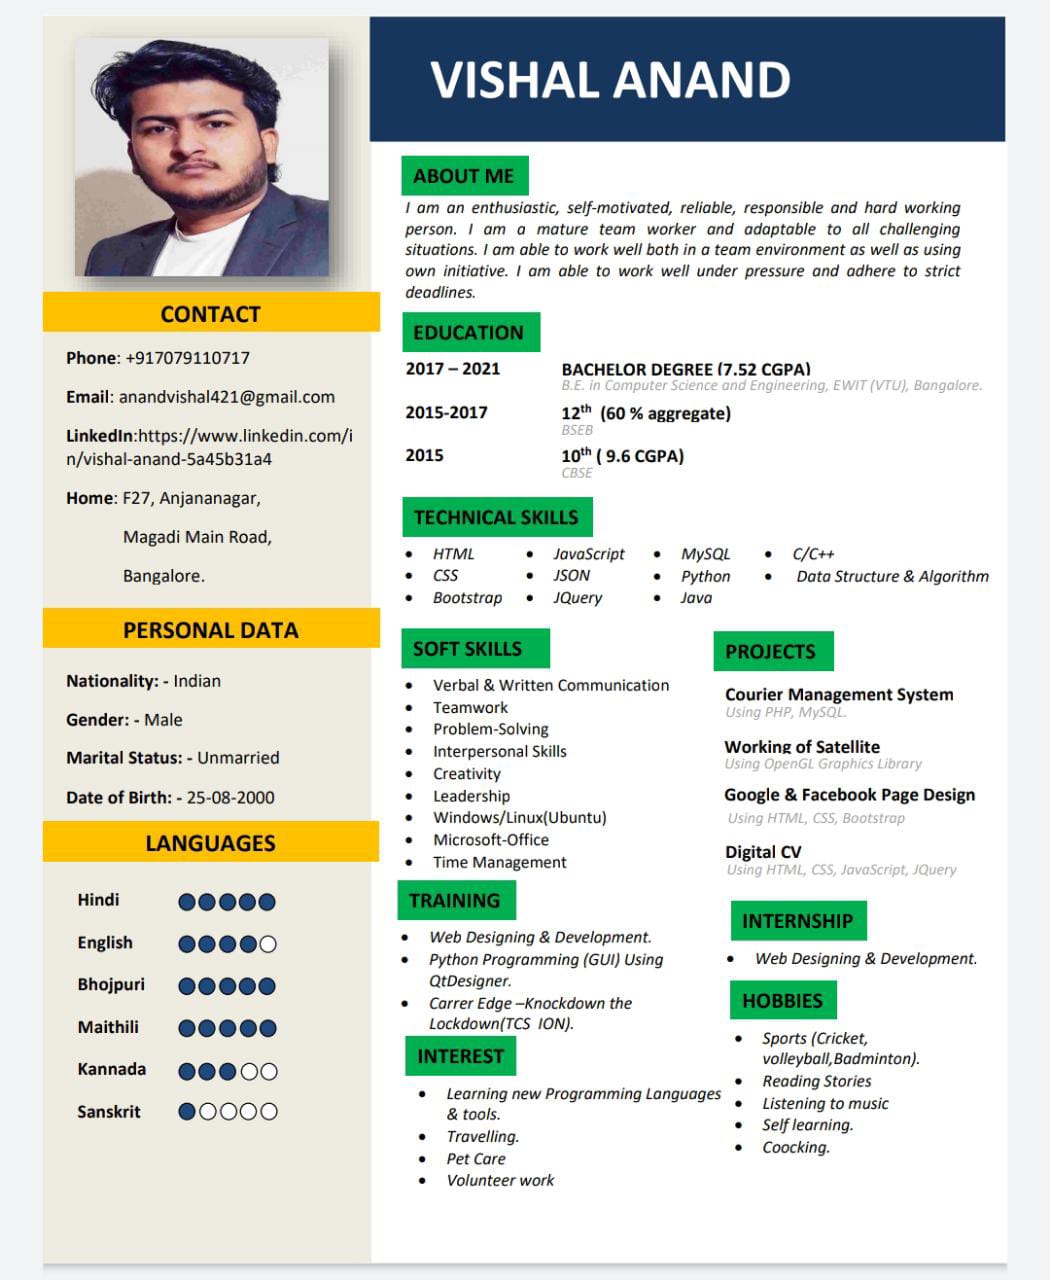 VISHAL ANAND
CONTACT
Phone: +917079110717
Email: anandvishal421@gmail.com
LinkedIn:https://www.linkedin.com/i
n/vishal-anand-5a45b31a4
Home: F27, Anjananagar,
Magadi Main Road,
Bangalore.
PERSONAL DATA
Nationality: - Indian
Gender: - Male
Marital Status: - Unmarried
Date of Birth: - 25-08-2000
LANGUAGES
Hindi
English
Bhojpuri
Maithili
Kannada
Sanskrit
ABOUT ME
I am an enthusiastic, self-motivated, reliable, responsible and hard working
person. I am a mature team worker and adaptable to all challenging
situations. I am able to work well both in a team environment as well as using
own initiative. I am able to work well under pressure and adhere to strict
deadlines.
EDUCATION
2017 – 2021 BACHELOR DEGREE (7.52 CGPA)
B.E. in Computer Science and Engineering, EWIT (VTU), Bangalore.
2015-2017 12th (60 % aggregate)
BSEB
2015 10th ( 9.6 CGPA)
CBSE
TECHNICAL SKILLS
• HTML • JavaScript • MySQL • C/C++
• CSS • JSON • Python • Data Structure & Algorithm
• Bootstrap • JQuery • Java
SOFT SKILLS
• Verbal & Written Communication
• Teamwork
• Problem-Solving
• Interpersonal Skills
• Creativity
• Leadership
• Windows/Linux(Ubuntu)
• Microsoft-Office
• Time Management
TRAINING
• Web Designing & Development.
• Python Programming (GUI) Using
QtDesigner.
• Carrer Edge –Knockdown the
Lockdown(TCS ION).
INTEREST
• Learning new Programming Languages
& tools.
• Travelling.
• Pet Care
• Volunteer work
PROJECTS
Courier Management System
Using PHP, MySQL.
Working of Satellite
Using OpenGL Graphics Library
Google & Facebook Page Design
Using HTML, CSS, Bootstrap
Digital CV
Using HTML, CSS, JavaScript, JQuery
INTERNSHIP
• Web Designing & Development.
HOBBIES
• Sports (Cricket,
volleyball,Badminton).
• Reading Stories
• Listening to music
• Self learning.
• Coocking.